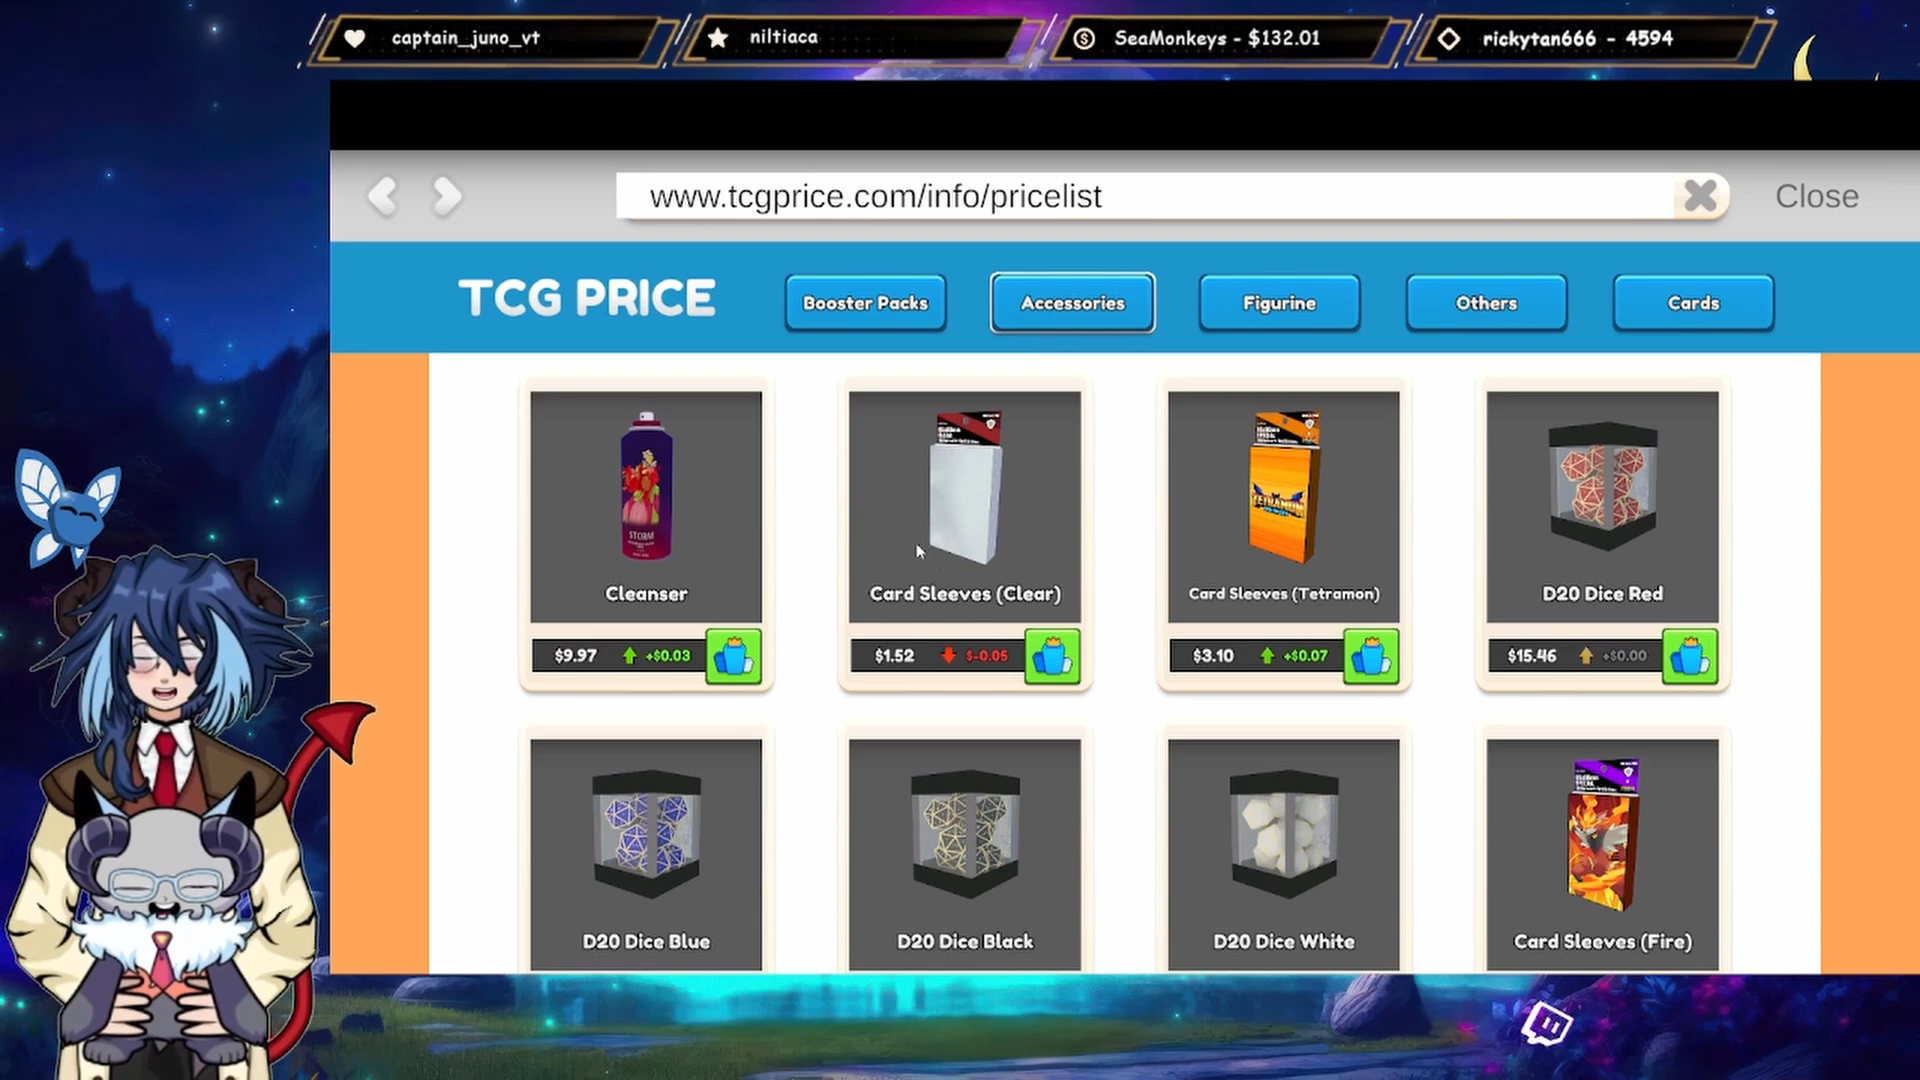 captain_juno_vt
niltiaca
SeaMonkeys - $132.01
rickytan666 - 4594
www.tcgprice.com/info/pricelist
Close
TCG PRICE
Booster Packs
Accessories
Figurine
Others
Cards
STORM
TETRAMON
Cleanser
Card Sleeves (Clear)
Card Sleeves (Tetramon)
D20 Dice Red
$9.97 +$0.03
$1.52 $-0.05
$3.10 +$0.07
$15.46 +$0.00
D20 Dice Blue
D20 Dice Black
D20 Dice White
Card Sleeves (Fire)